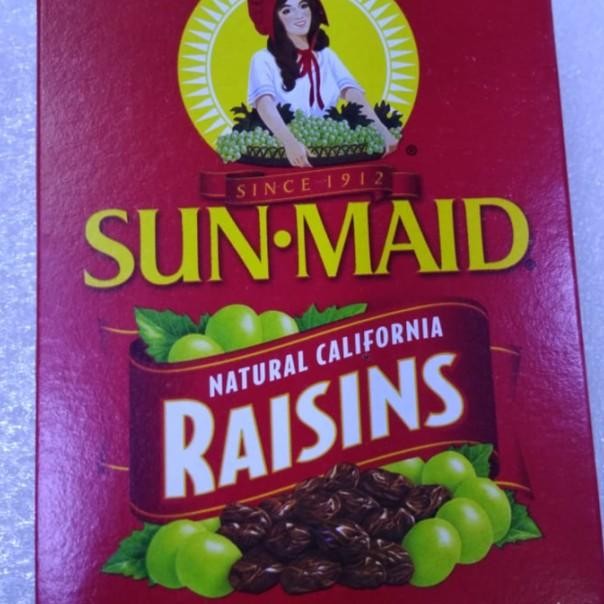 ®
SINCE 1912
SUN•MAID®
NATURAL CALIFORNIA
RAISINS